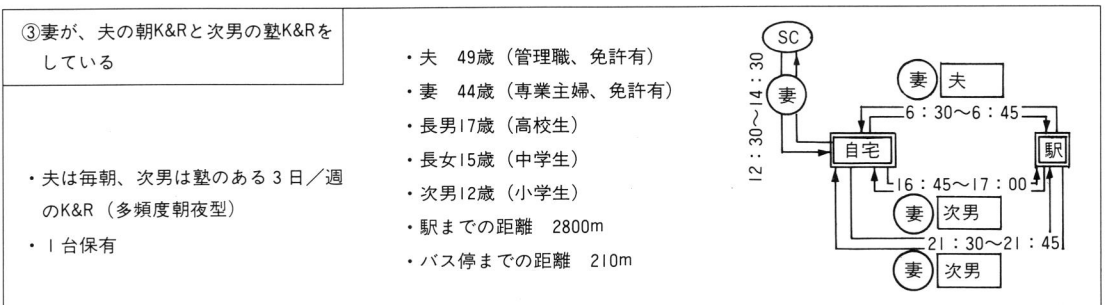 ③妻が、夫の朝K&Rと次男の塾K&Rを
している
・夫は毎朝、次男は塾のある3日／週
のK&R（多頻度朝夜型）
・1台保有
・夫 49歳（管理職、免許有）
・妻 44歳（専業主婦、免許有）
・長男17歳（高校生）
・長女15歳（中学生）
・次男12歳（小学生）
・駅までの距離 2800m
・バス停までの距離 210m
SC
12：30～14：30
妻
妻 夫
6：30～6：45
自宅
駅
16：45～17：00
妻 次男
21：30～21：45
妻 次男